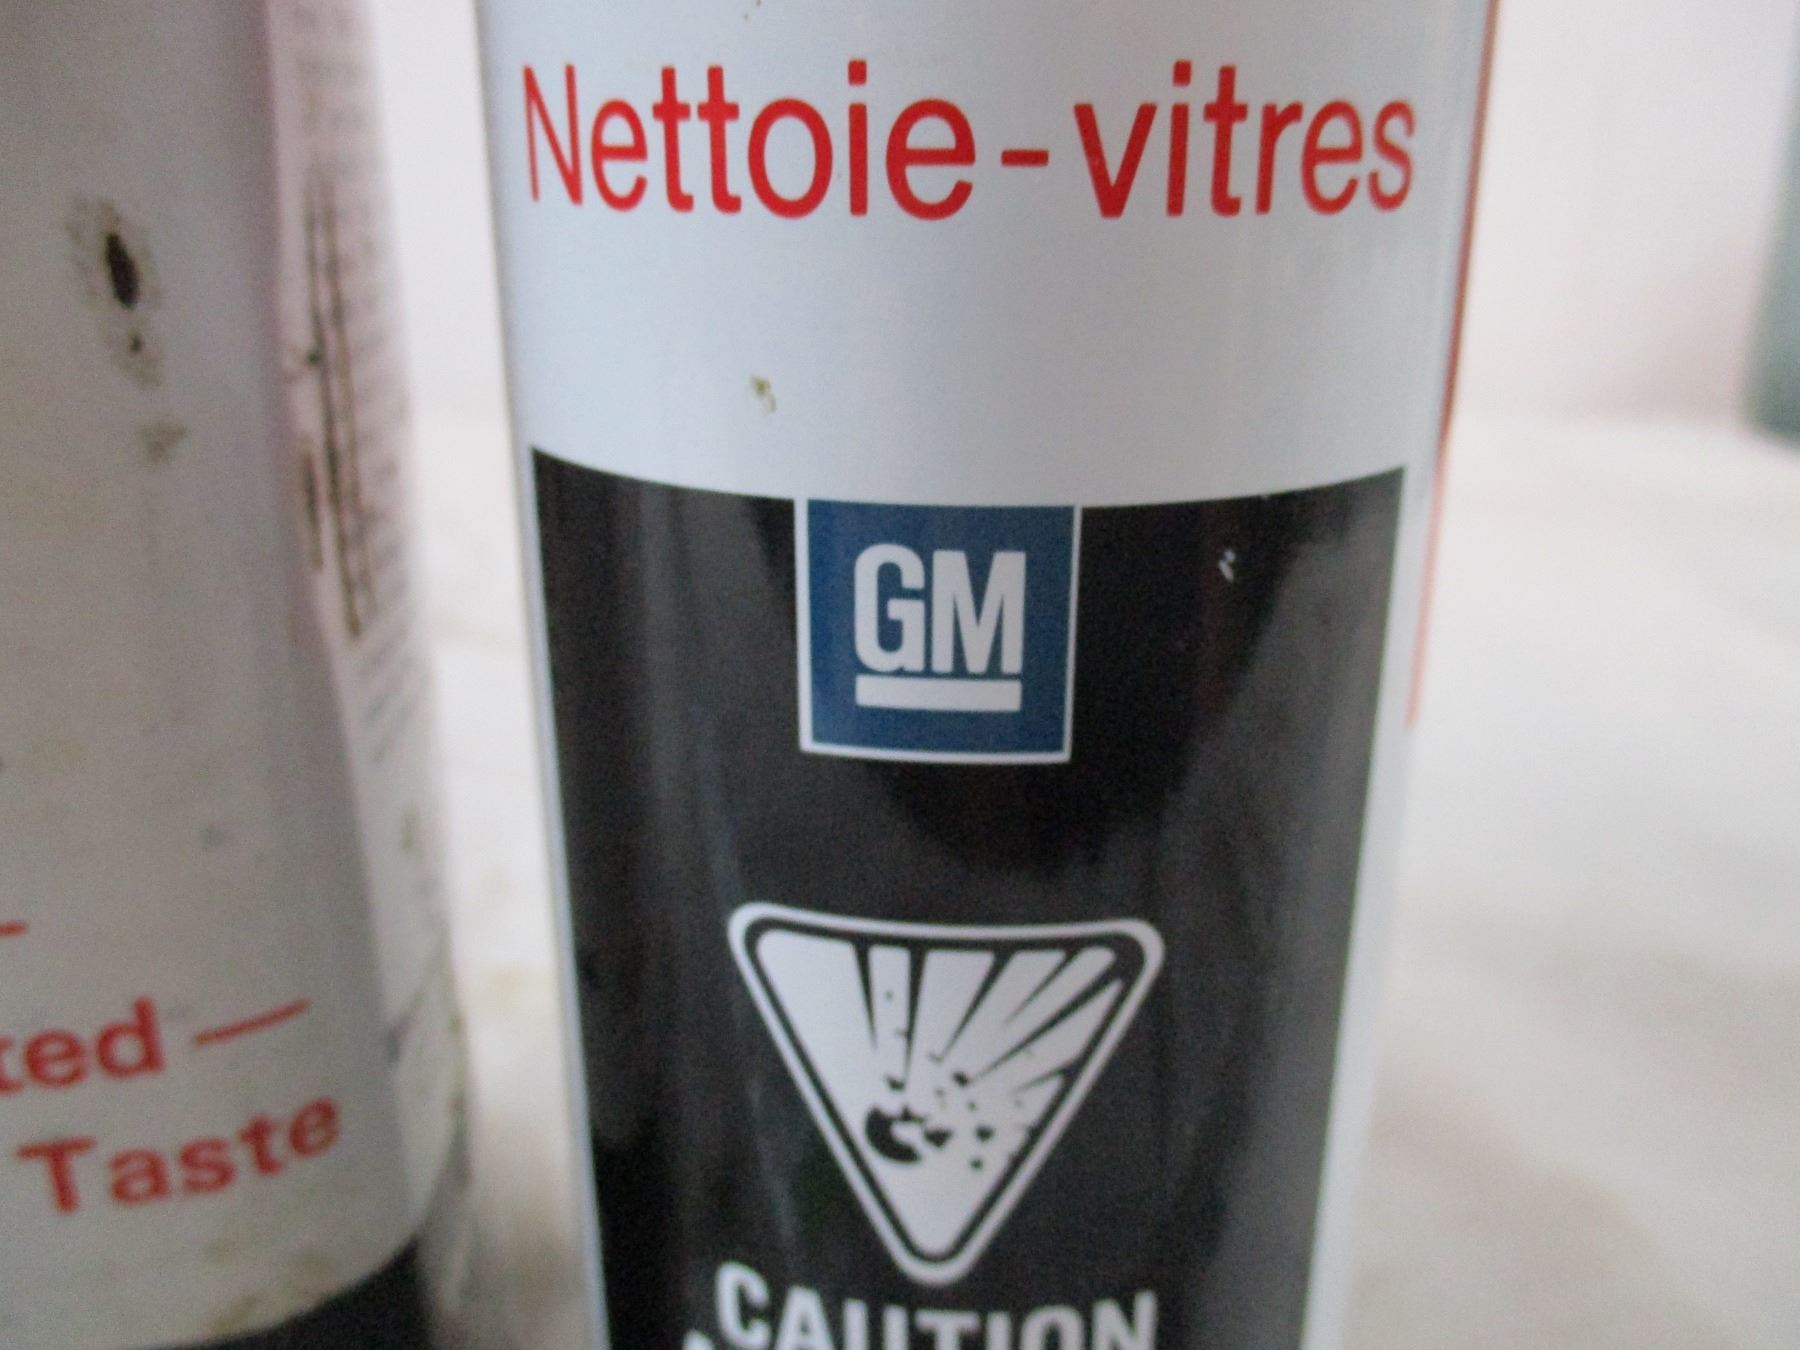 Nettoie-vitres
GM
CAUTION
ted —
Taste